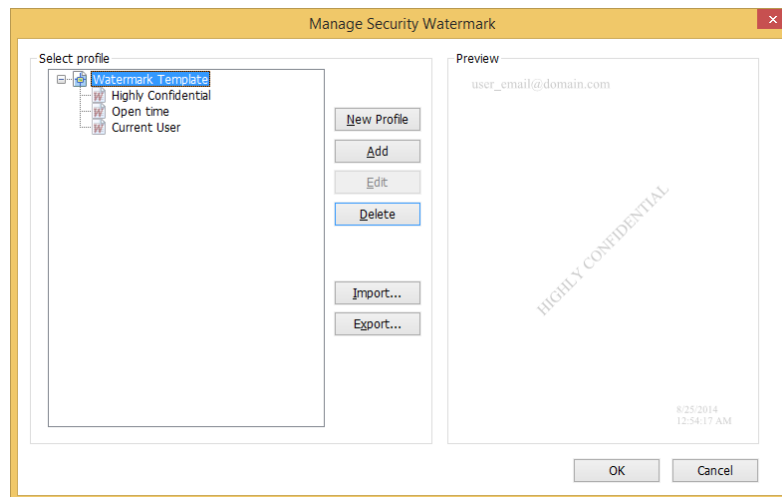 Manage Security Watermark
Select profile
Watermark Template
Highly Confidential
Open time
Current User
New Profile
Add
Edit
Delete
Import...
Export...
Preview
user_email@domain.com
HIGHLY CONFIDENTIAL
8/25/2014
12:54:17 AM
OK
Cancel